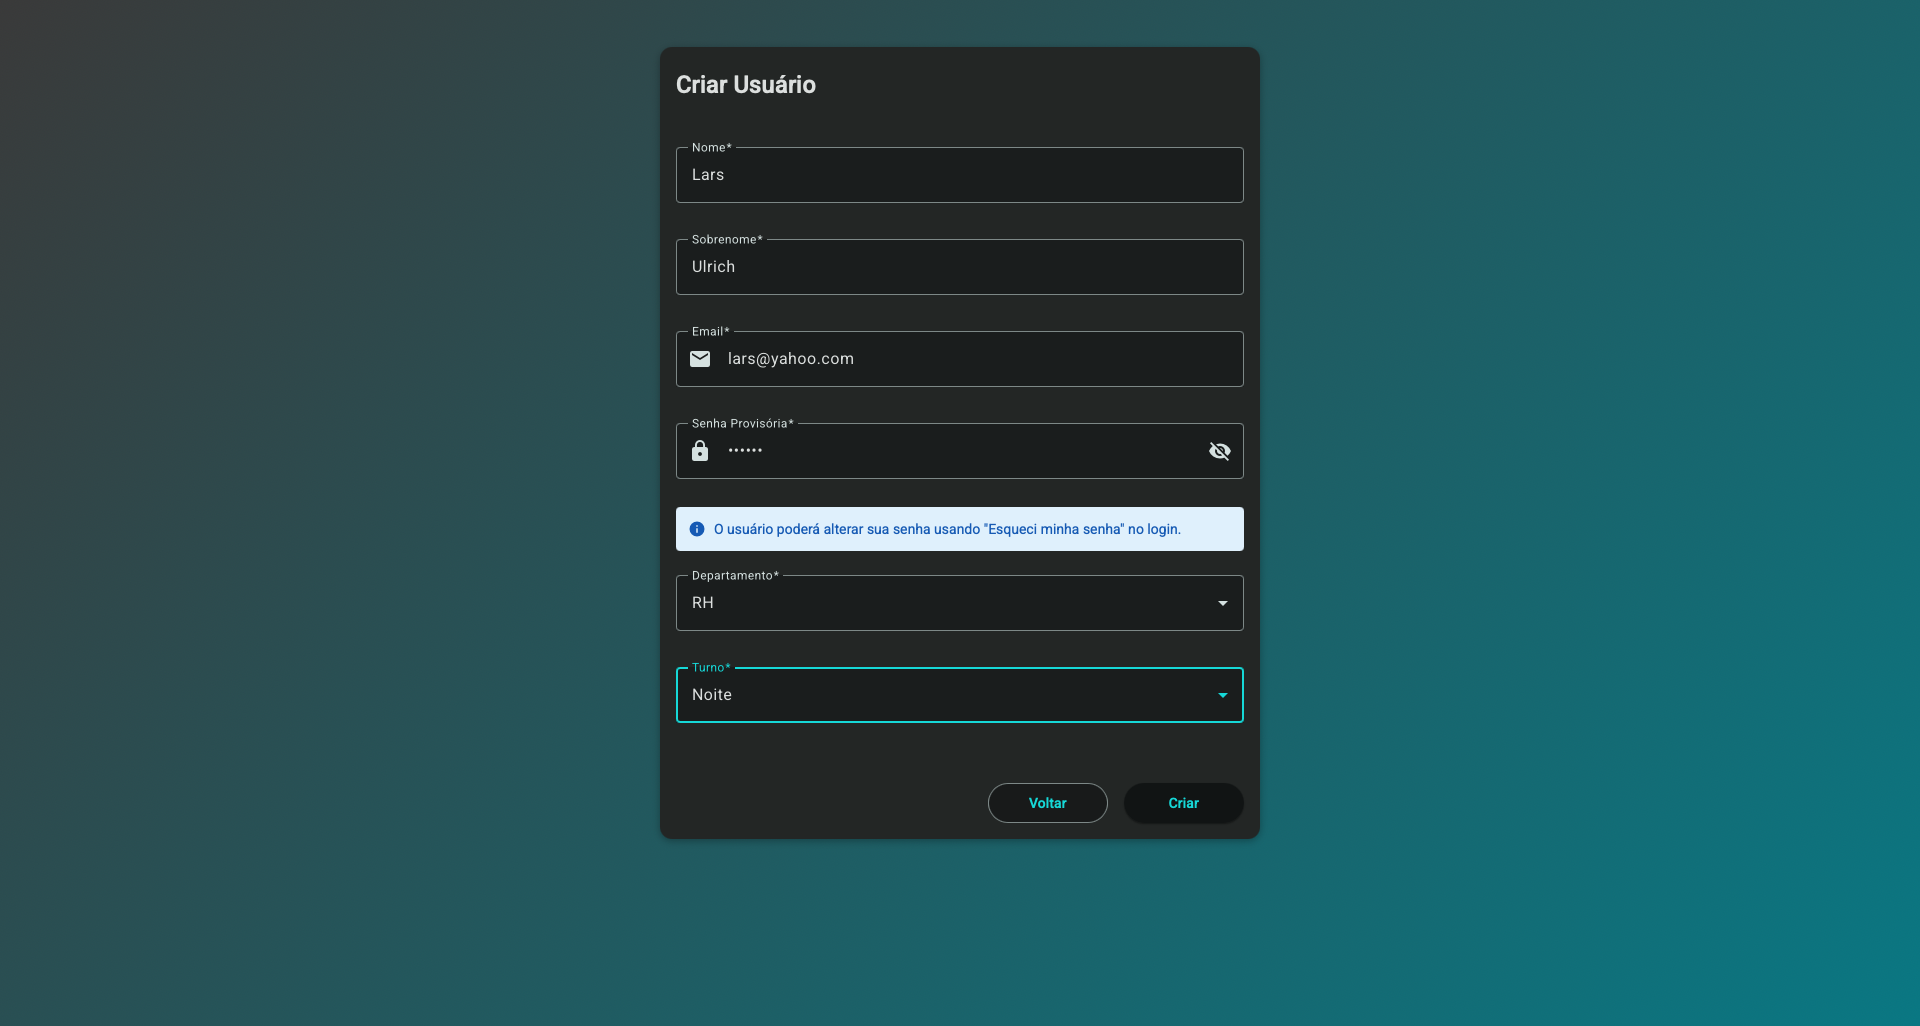 Criar Usuário
Nome*
Lars
Sobrenome*
Ulrich
Email*
lars@yahoo.com
Senha Provisória*
••••••
O usuário poderá alterar sua senha usando "Esqueci minha senha" no login.
Departamento*
RH
Turno*
Noite
Voltar
Criar